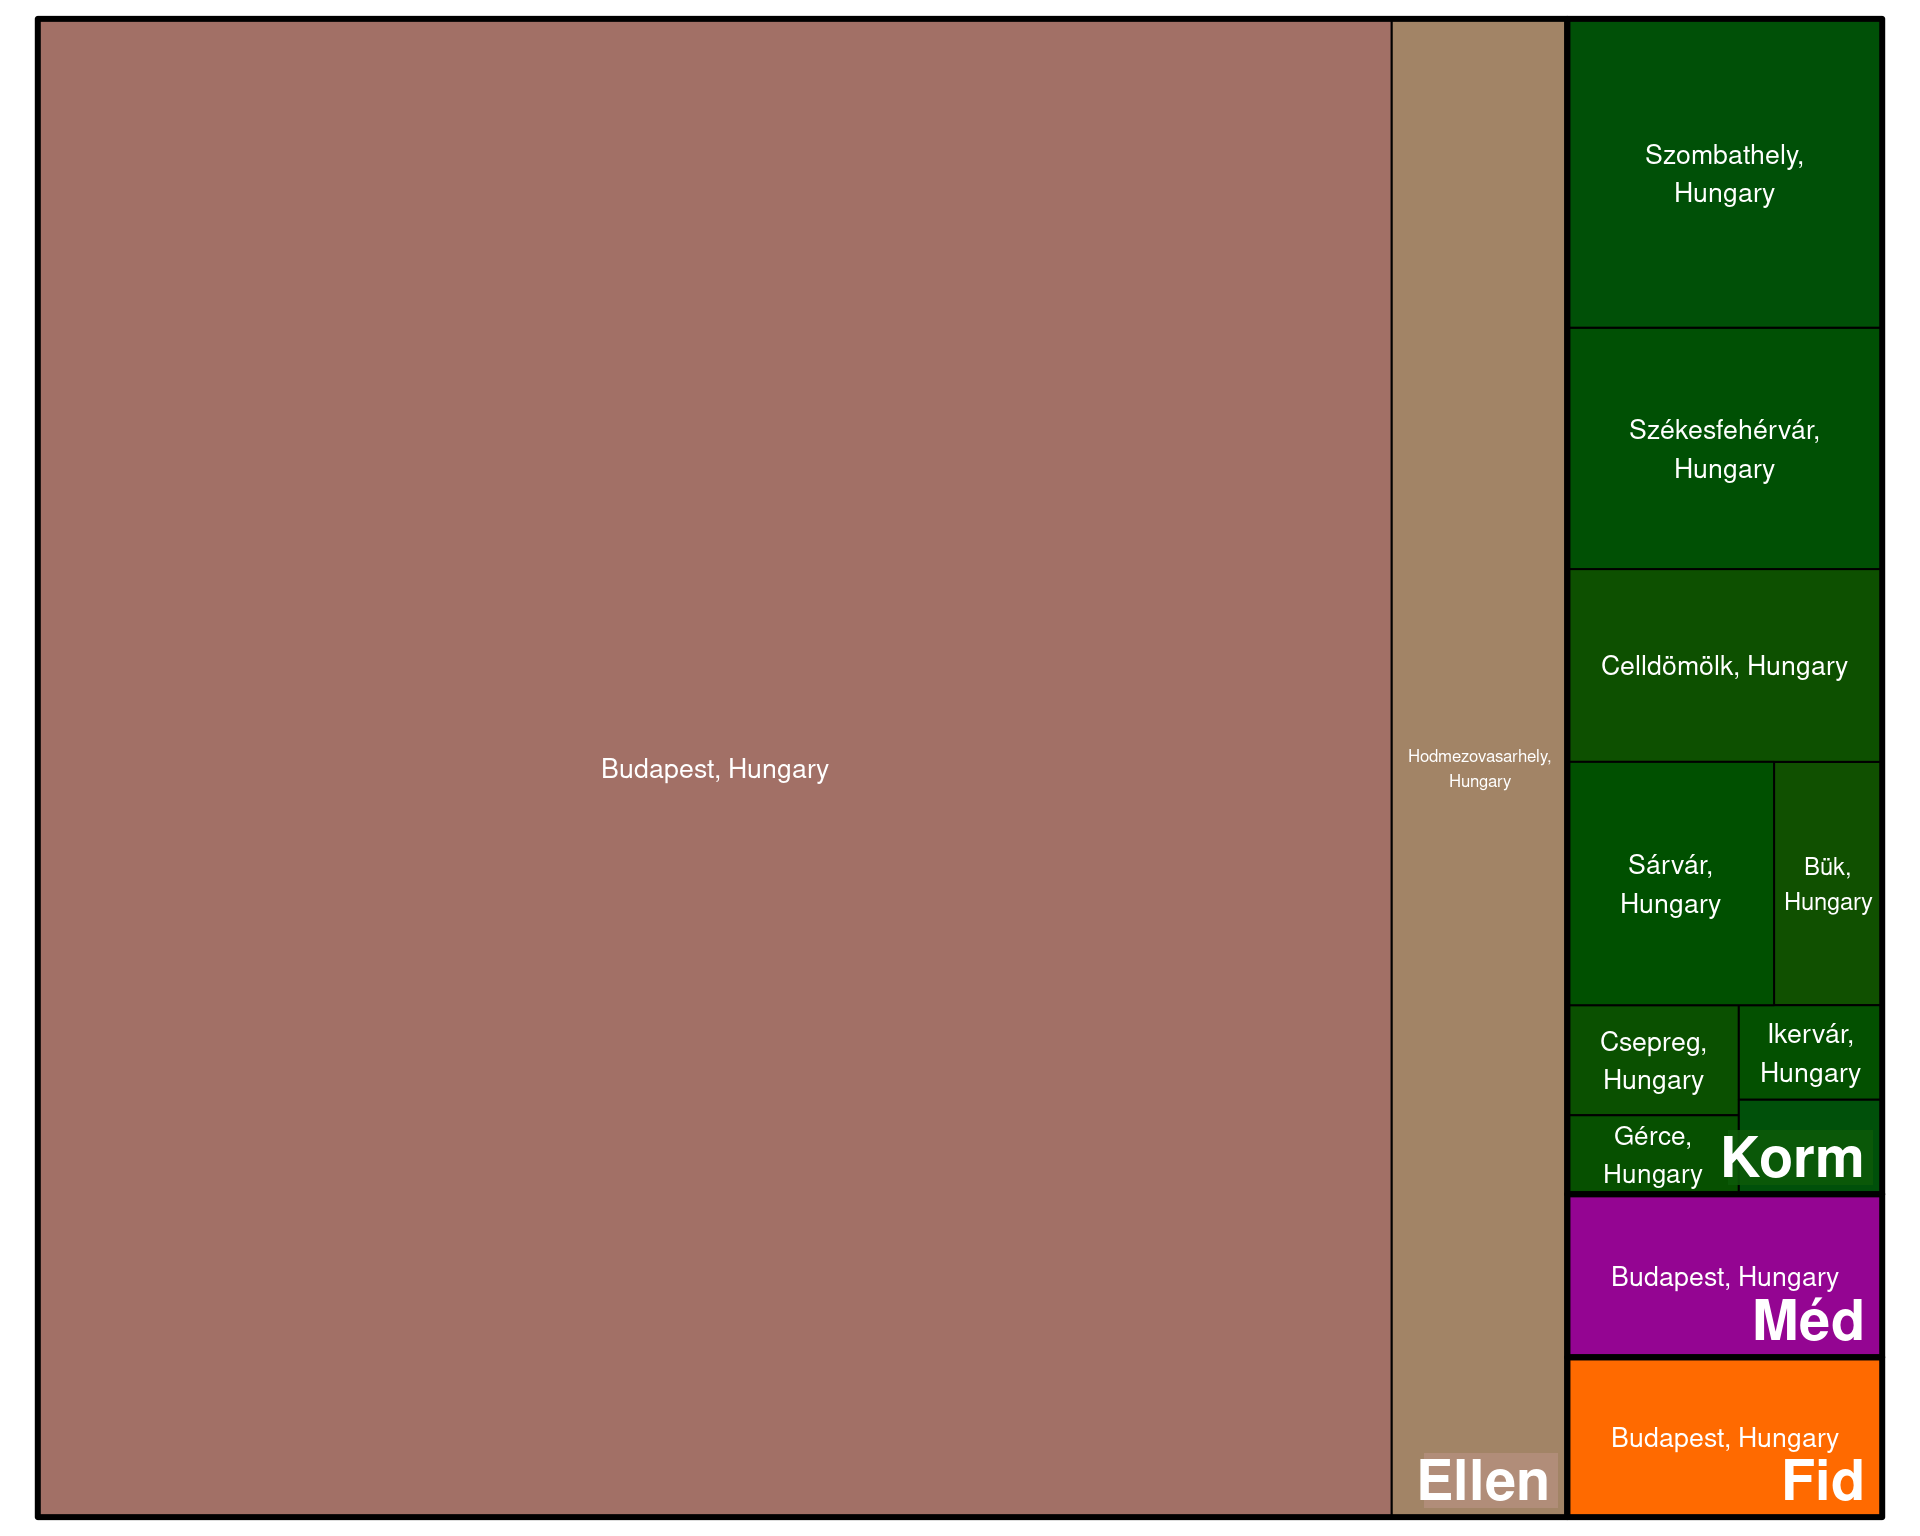 Budapest, Hungary
Hodmezovasarhely,
Hungary
Ellen
Szombathely,
Hungary
Székesfehérvár,
Hungary
Celldömölk, Hungary
Sárvár,
Hungary
Bük,
Hungary
Csepreg,
Hungary
Ikervár,
Hungary
Gérce,
Hungary
Korm
Budapest, Hungary
Méd
Budapest, Hungary
Fid